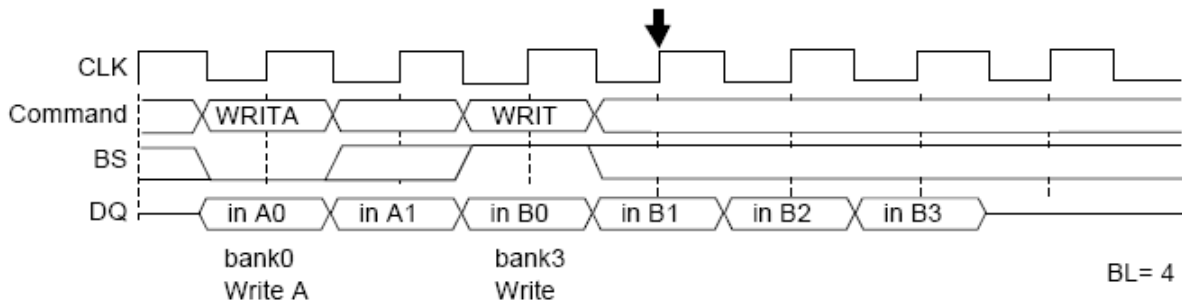 CLK
Command WRITA WRIT
BS
DQ in A0 in A1 in B0 in B1 in B2 in B3
bank0 bank3
Write A Write BL= 4